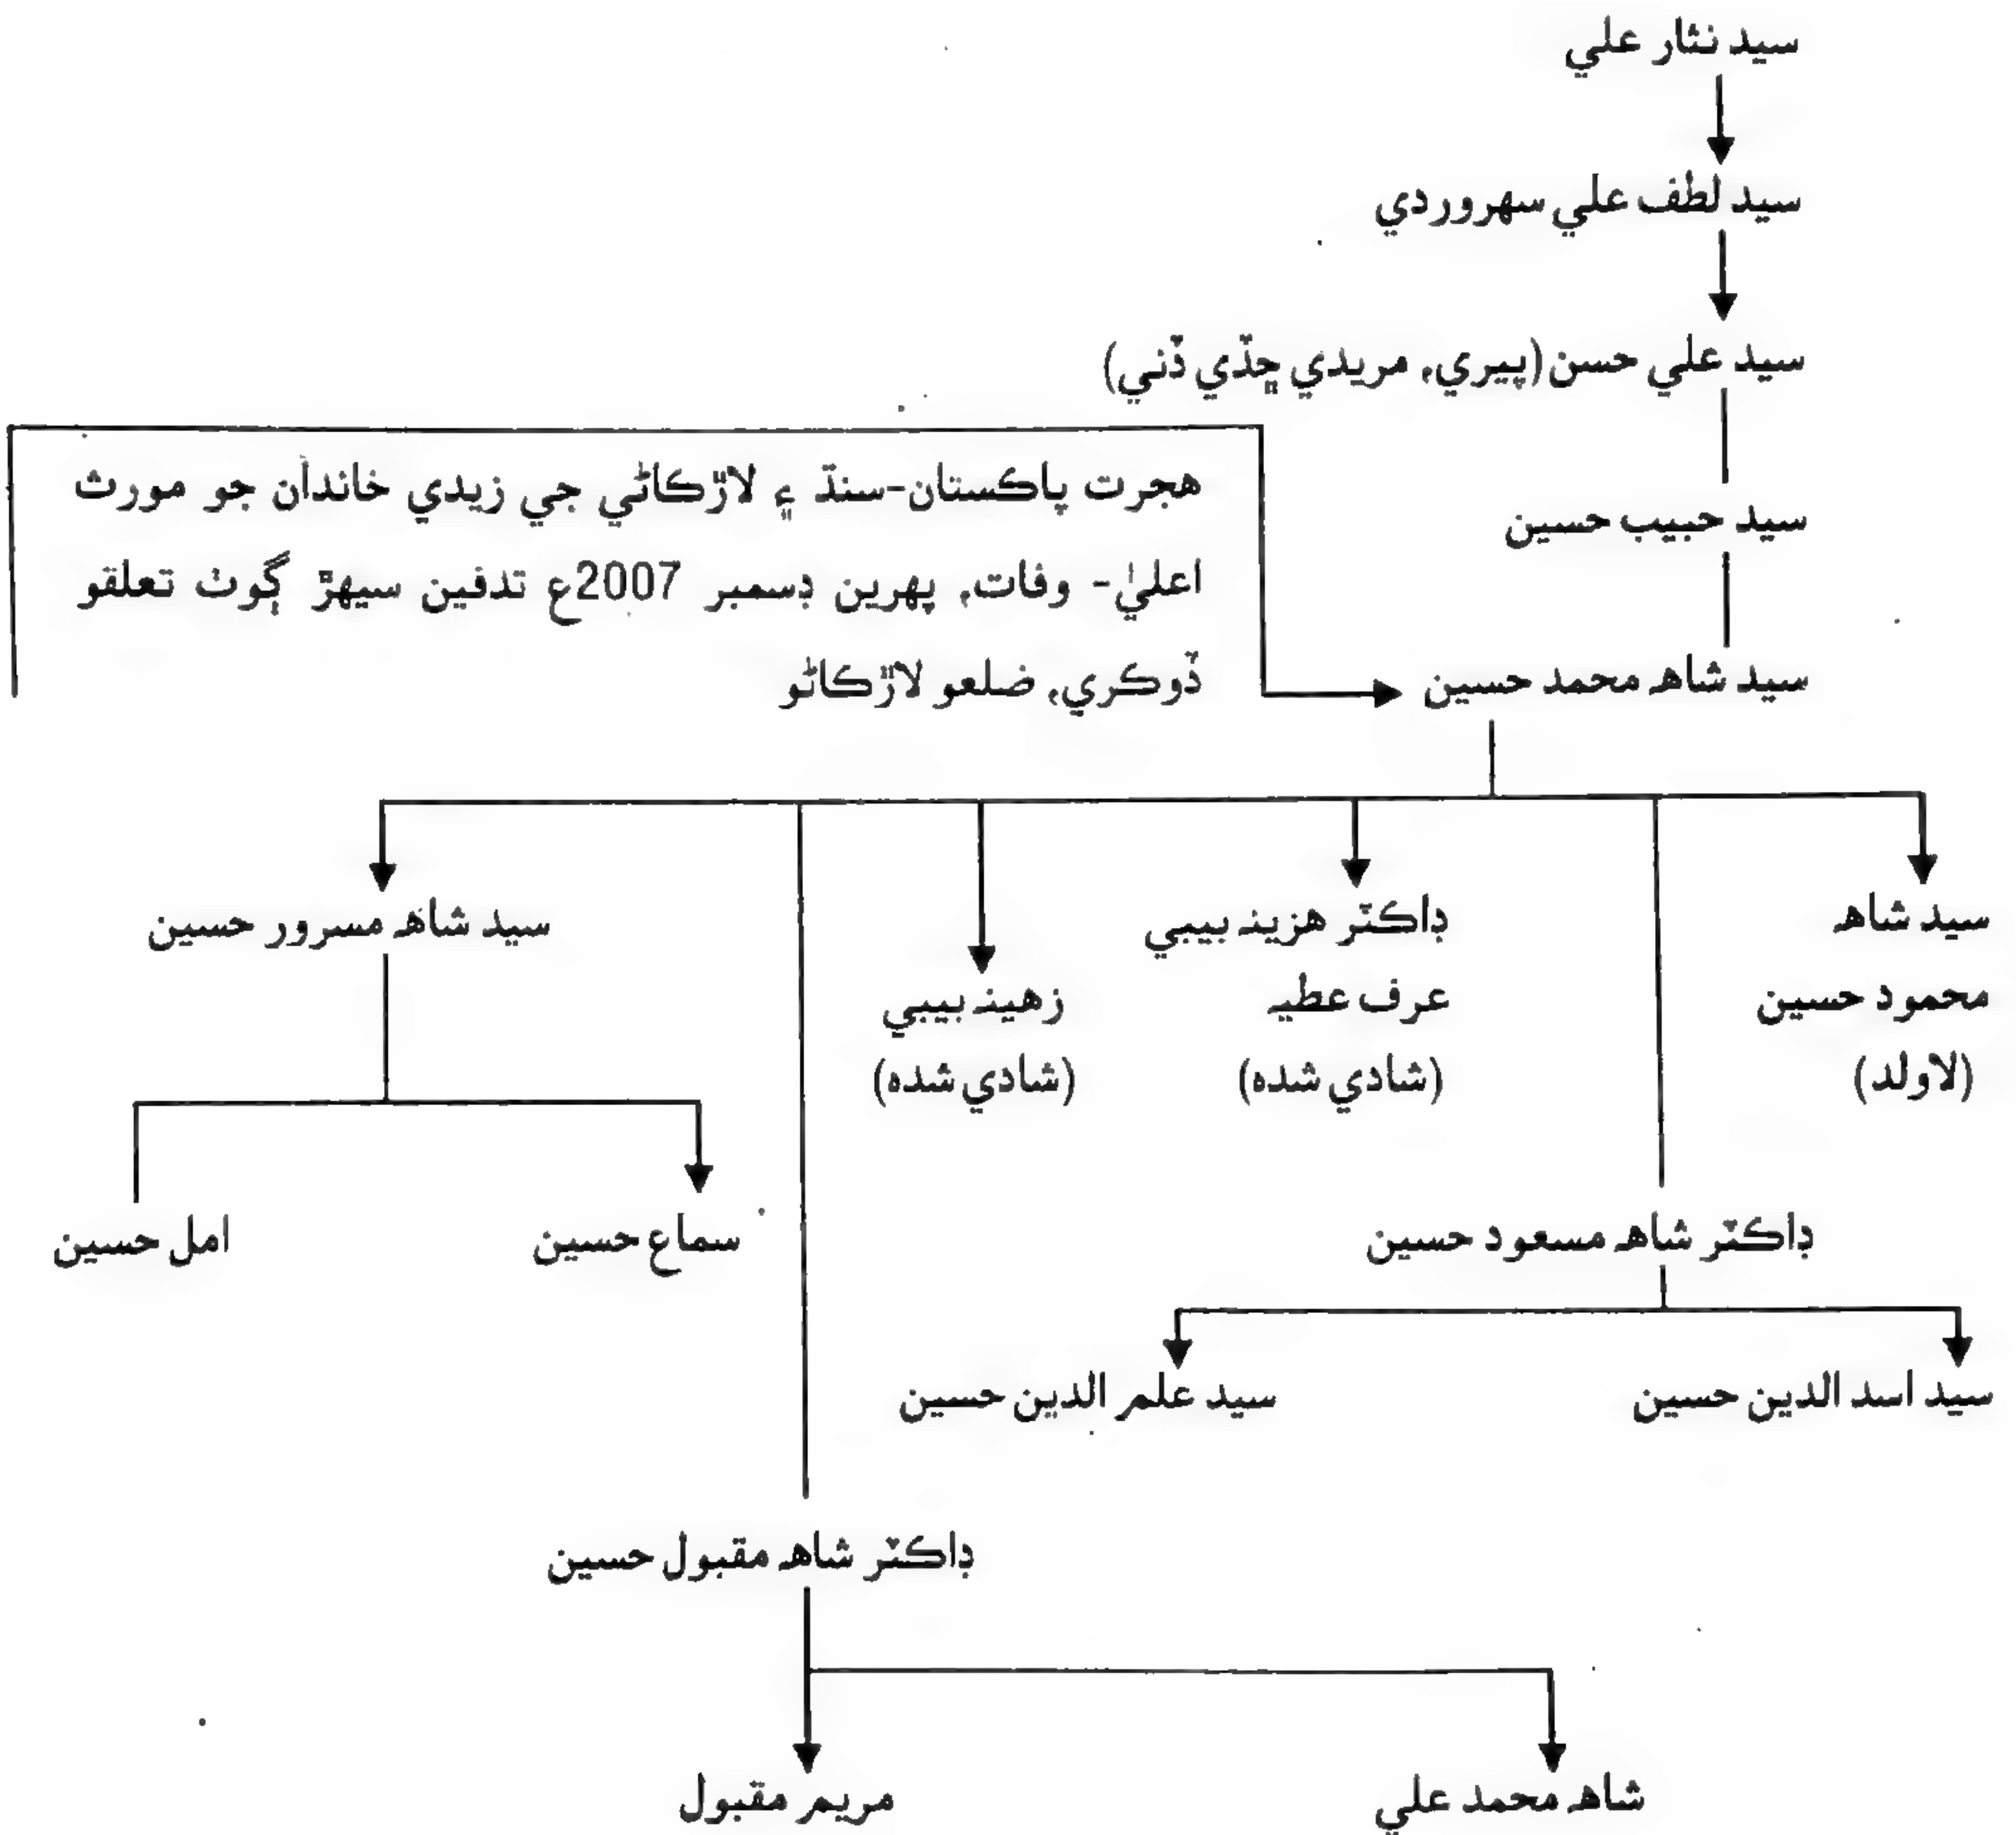 سيد نثار علي
سيد لطف علي سهروردي
سيد علي حسن (پيري، مريدي ڇڏي ڏني)
سيد حبيب حسين
هجرت پاڪستان-سنڌ ۽ لاڙڪاڻي جي زيدي خاندان جو مورث
اعليٰ- وفات، پهرين ڊسمبر 2007ع تدفين سيهڙ ڳوٺ تعلقو
ڏوڪري، ضلعو لاڙڪاڻو
سيد شاھ محمد حسين
سيد شاھ
محمود حسين
(لاولد)
ڊاڪٽر هزينہ بيبي
عرف عطيہ
(شادي شده)
زهينہ بيبي
(شادي شده)
سيد شاھ مسرور حسين
ڊاڪٽر شاھ مسعود حسين
سماع حسين
امل حسين
سيد اسد الدين حسين
سيد علم الدين حسين
ڊاڪٽر شاھ مقبول حسين
شاھ محمد علي
مريم مقبول